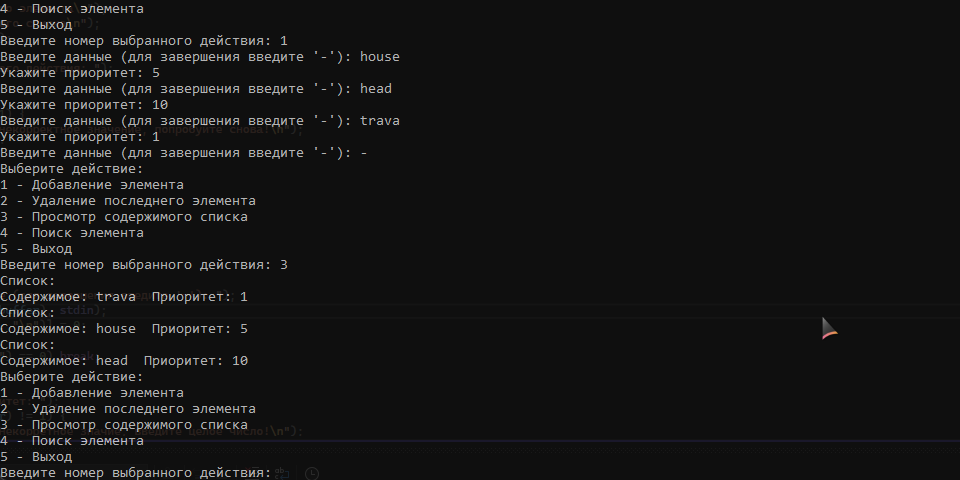 4 - Поиск элемента
5 - Выход
Введите номер выбранного действия: 1
Введите данные (для завершения введите '-'): house
Укажите приоритет: 5
Введите данные (для завершения введите '-'): head
Укажите приоритет: 10
Введите данные (для завершения введите '-'): trava
Укажите приоритет: 1
Введите данные (для завершения введите '-'): -
Выберите действие:
1 - Добавление элемента
2 - Удаление последнего элемента
3 - Просмотр содержимого списка
4 - Поиск элемента
5 - Выход
Введите номер выбранного действия: 3
Список:
Содержимое: trava  Приоритет: 1
Список:
Содержимое: house  Приоритет: 5
Список:
Содержимое: head  Приоритет: 10
Выберите действие:
1 - Добавление элемента
2 - Удаление последнего элемента
3 - Просмотр содержимого списка
4 - Поиск элемента
5 - Выход
Введите номер выбранного действия: